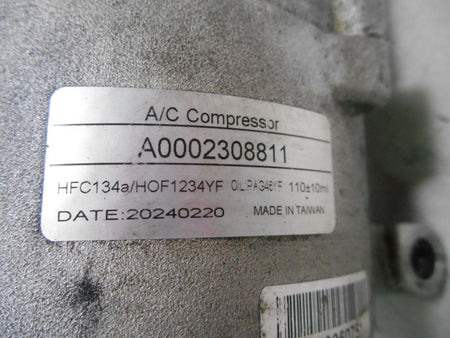 A/C Compressor
A0002308811
HFC134a/HOF1234YF OIL:PAG46YF 110±10ml
DATE:20240220 MADE IN TAIWAN